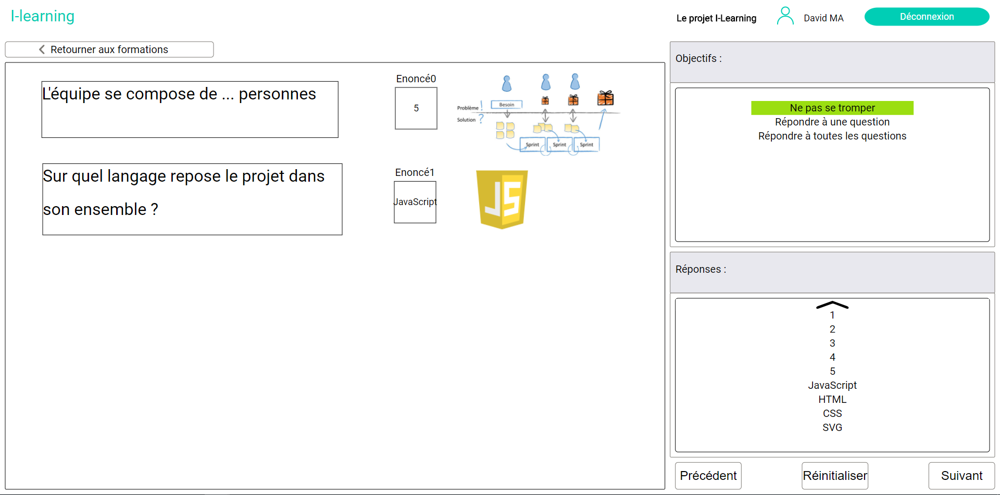 I-learning
Le projet I-Learning
David MA
Déconnexion
Retourner aux formations
L'équipe se compose de ... personnes
Enoncé0
5
Problème !
Solution ?
Besoin
Sprint
Sprint
Sprint
Sur quel langage repose le projet dans
son ensemble ?
Enoncé1
JavaScript
JS
Objectifs :
Ne pas se tromper
Répondre à une question
Répondre à toutes les questions
Réponses :
1
2
3
4
5
JavaScript
HTML
CSS
SVG
Précédent
Réinitialiser
Suivant